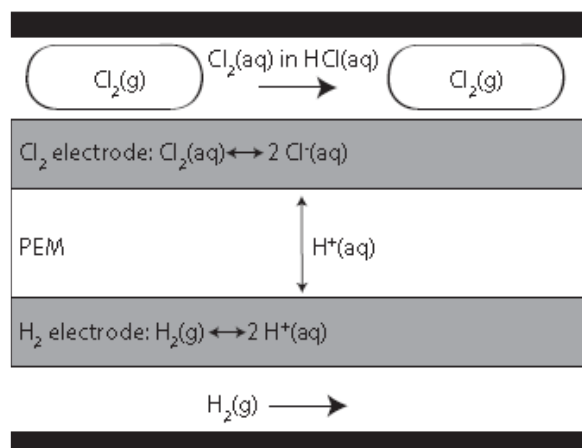 Cl₂(aq) in HCl(aq)
Cl₂(g)
Cl₂(g)
Cl₂ electrode: Cl₂(aq)↔2 Cl⁻(aq)
PEM
H⁺(aq)
H₂ electrode: H₂(g)↔2 H⁺(aq)
H₂(g)